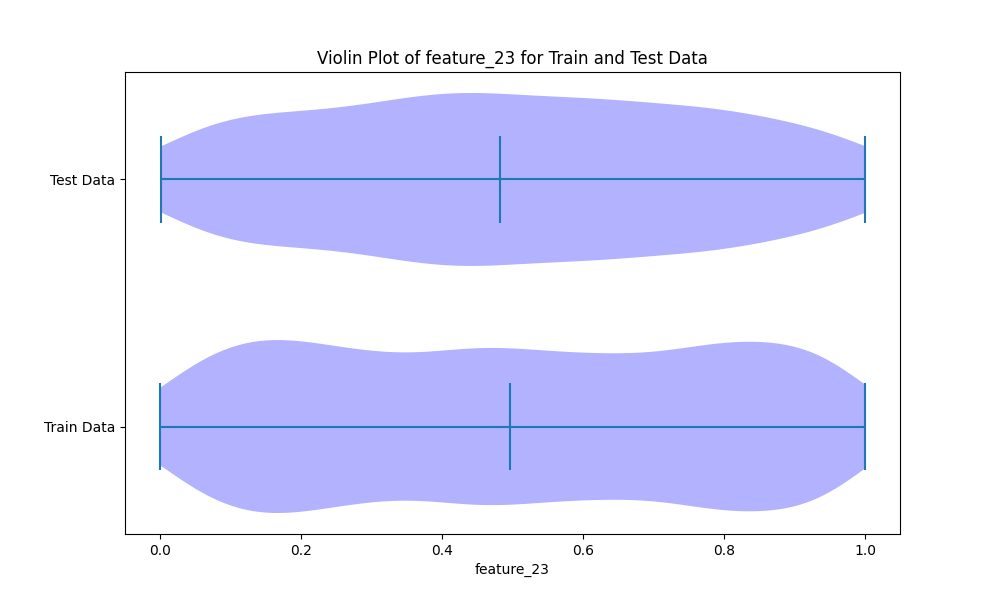 Violin Plot of feature_23 for Train and Test Data
Test Data
Train Data
0.0 0.2 0.4 0.6 0.8 1.0
feature_23